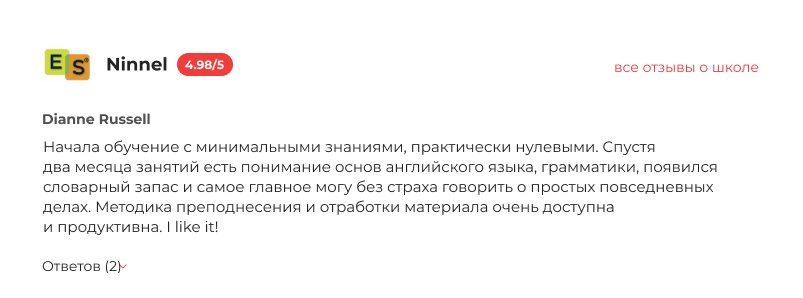 ES Ninnel 4.98/5
все отзывы о школе
Dianne Russell
Начала обучение с минимальными знаниями, практически нулевыми. Спустя
два месяца занятий есть понимание основ английского языка, грамматики, появился
словарный запас и самое главное могу без страха говорить о простых повседневных
делах. Методика преподнесения и отработки материала очень доступна
и продуктивна. I like it!
Ответов (2)